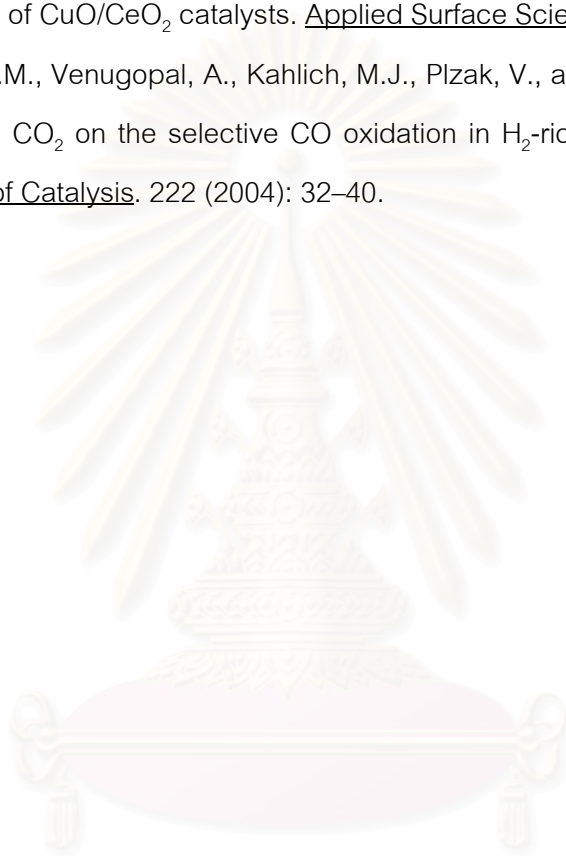 of CuO/CeO₂ catalysts. Applied Surface Scie
.M., Venugopal, A., Kahlich, M.J., Plzak, V., a
CO₂ on the selective CO oxidation in H₂-ric
of Catalysis. 222 (2004): 32–40.